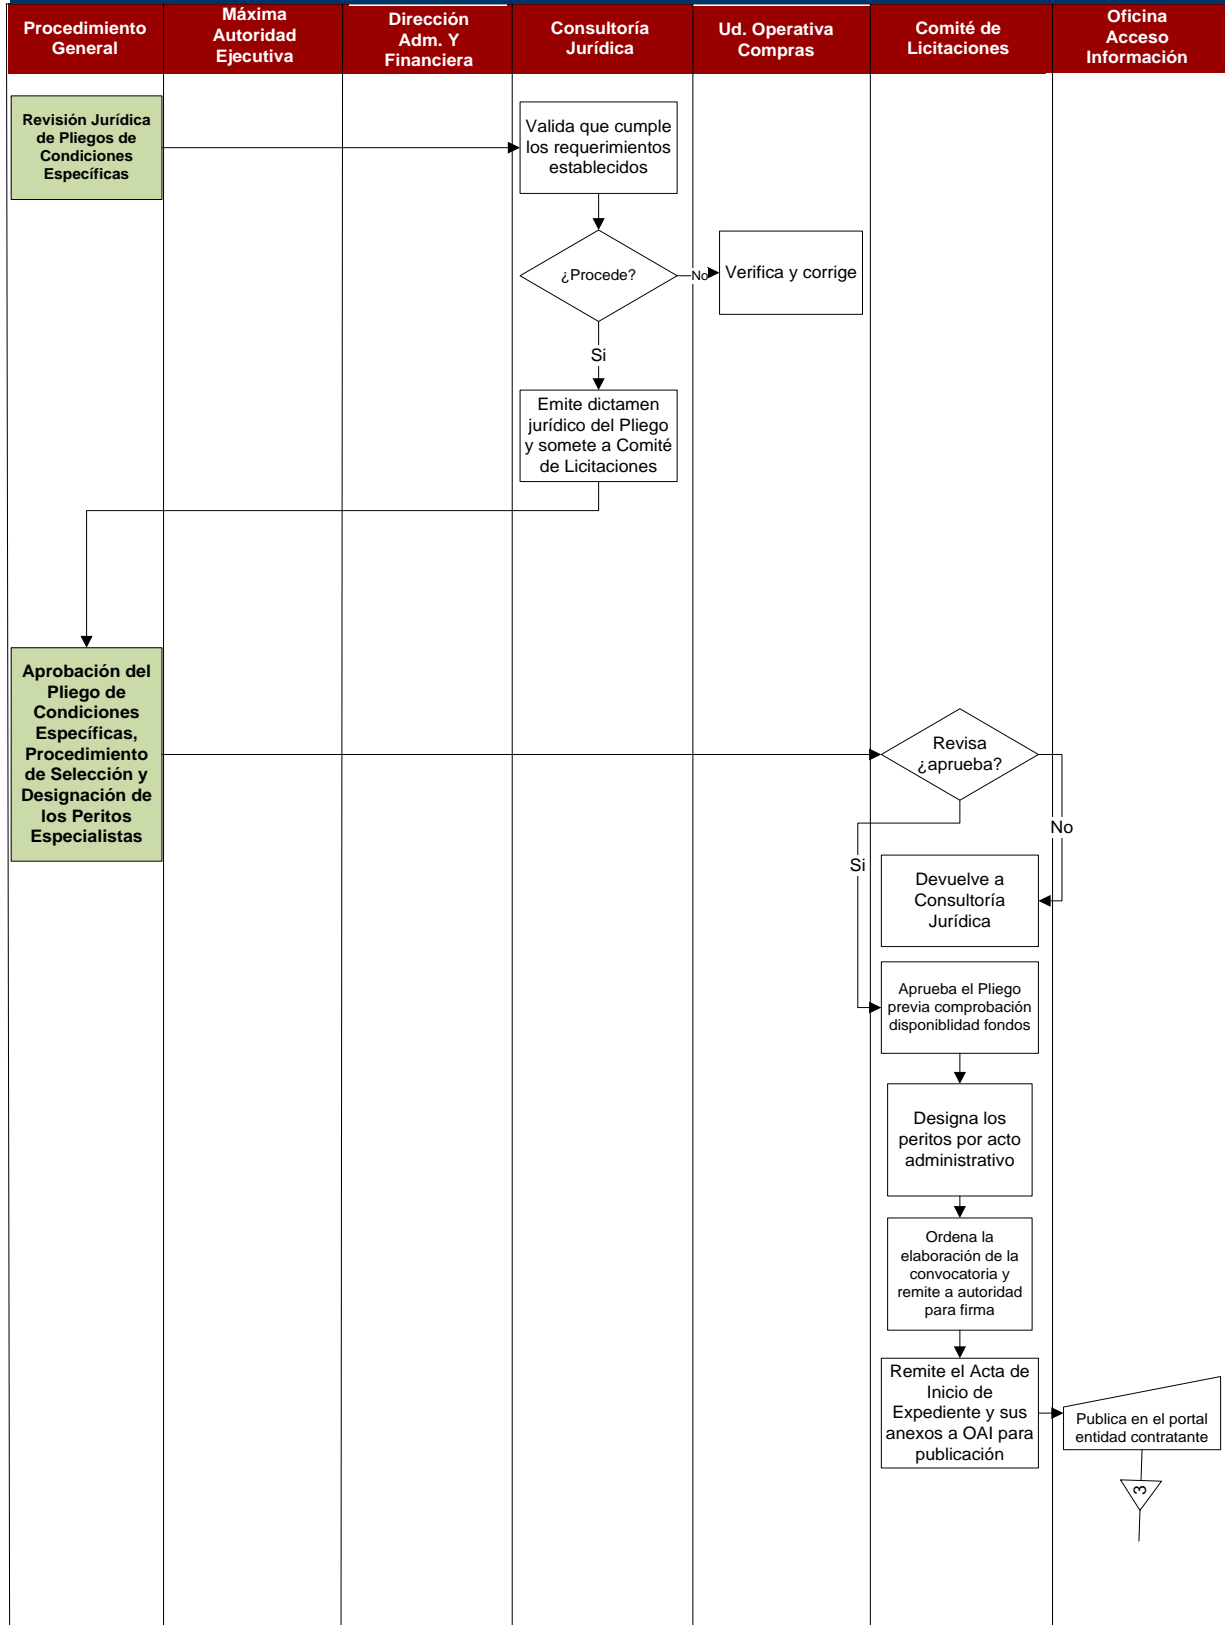 Procedimiento
General
Máxima
Autoridad
Ejecutiva
Dirección
Adm. Y
Financiera
Consultoría
Jurídica
Ud. Operativa
Compras
Comité de
Licitaciones
Oficina
Acceso
Información
Revisión Jurídica
de Pliegos de
Condiciones
Específicas
Valida que cumple
los requerimientos
establecidos
¿Procede?
No
Verifica y corrige
Si
Emite dictamen
jurídico del Pliego
y somete a Comité
de Licitaciones
Aprobación del
Pliego de
Condiciones
Específicas,
Procedimiento
de Selección y
Designación de
los Peritos
Especialistas
Revisa
¿aprueba?
No
Si
Devuelve a
Consultoría
Jurídica
Aprueba el Pliego
previa comprobación
disponiblidad fondos
Designa los
peritos por acto
administrativo
Ordena la
elaboración de la
convocatoria y
remite a autoridad
para firma
Remite el Acta de
Inicio de
Expediente y sus
anexos a OAI para
publicación
Publica en el portal
entidad contratante
3